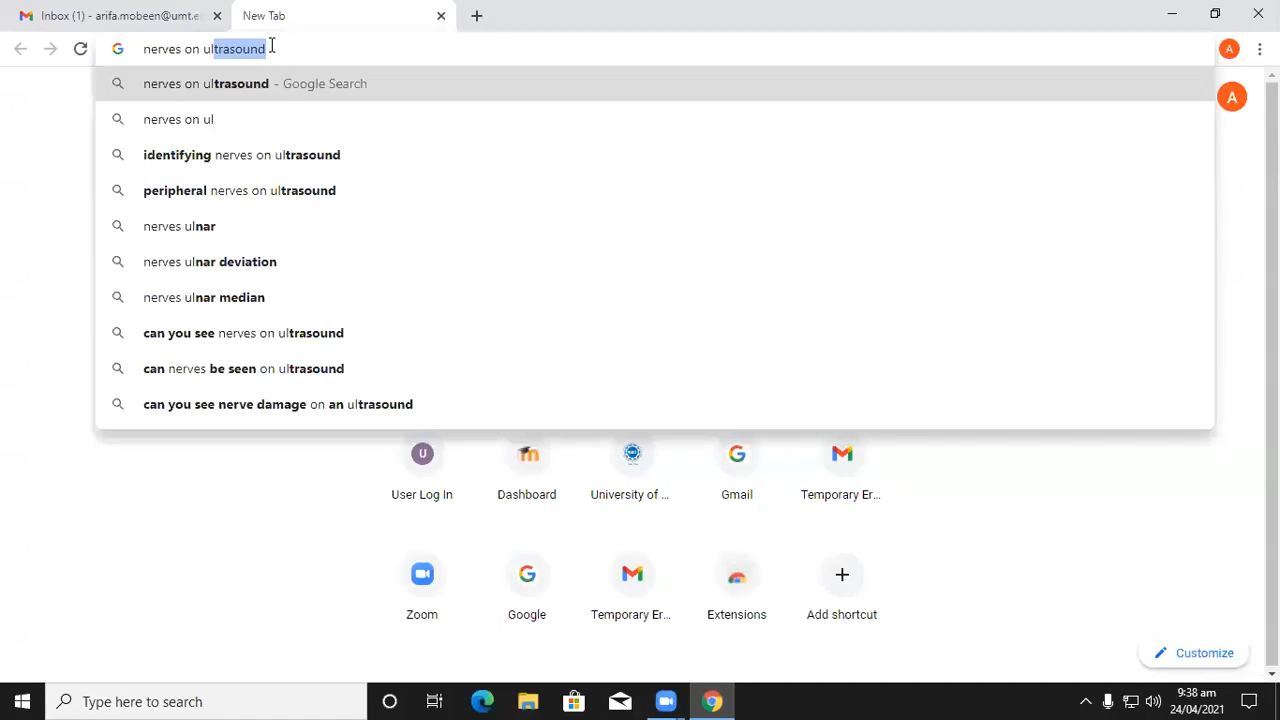 Inbox (1) - arifa.mobeen@umt.e
New Tab
nerves on ultrasound
A
nerves on ultrasound - Google Search
A
nerves on ul
identifying nerves on ultrasound
peripheral nerves on ultrasound
nerves ulnar
nerves ulnar deviation
nerves ulnar median
can you see nerves on ultrasound
can nerves be seen on ultrasound
can you see nerve damage on an ultrasound
U
User Log In
Dashboard
University of ...
Gmail
Temporary Er...
Zoom
Google
Temporary Er...
Extensions
Add shortcut
Customize
Type here to search
9:38 am
24/04/2021